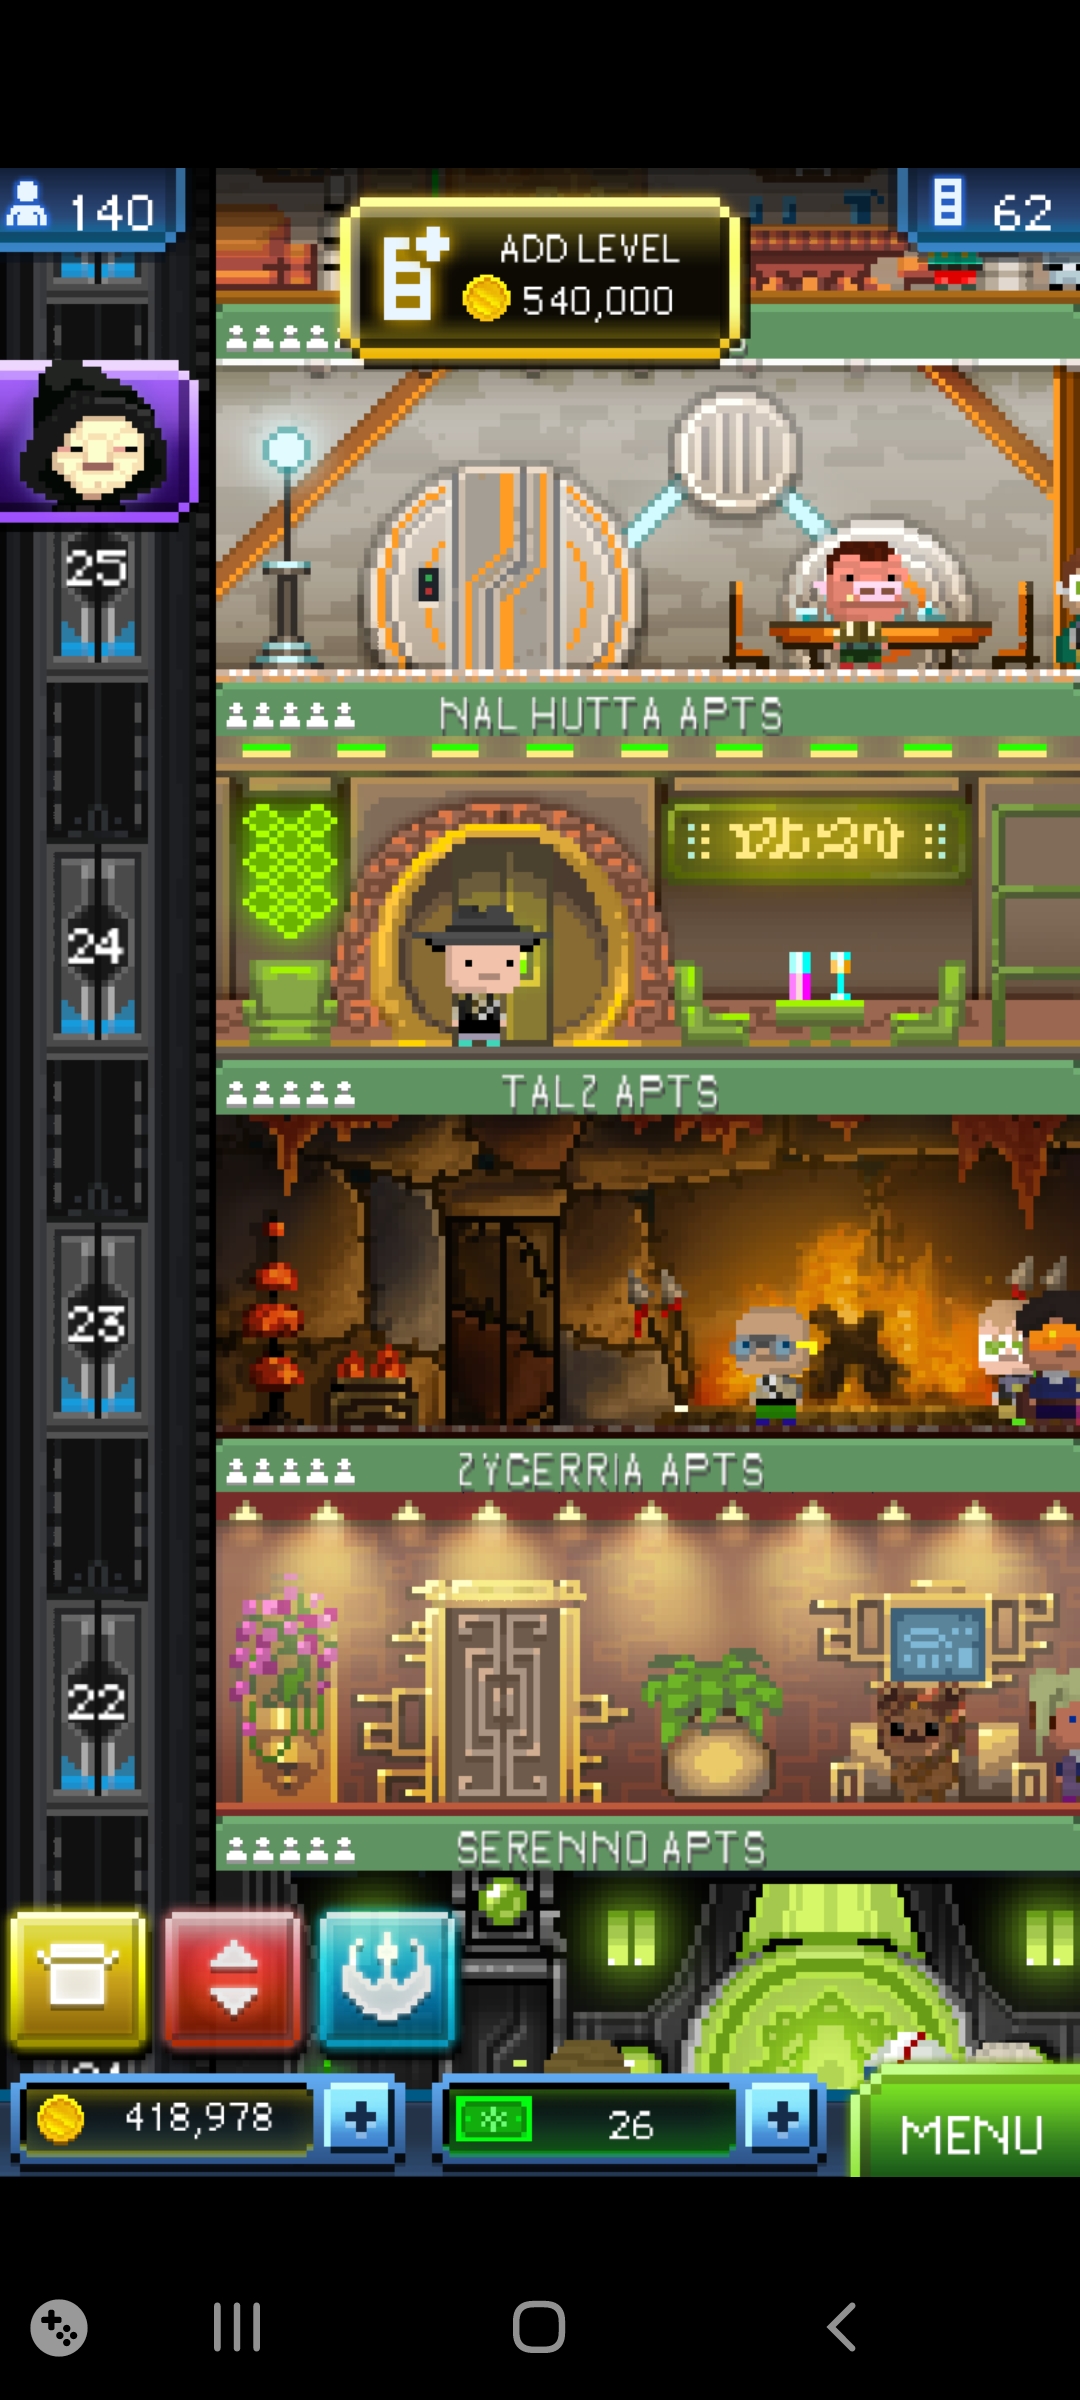 140
62
ADD LEVEL
540,000
25
NAL HUTTA APTS
24
TALZ APTS
23
ZYGERRIA APTS
22
SERENNO APTS
418,978
26
MENU